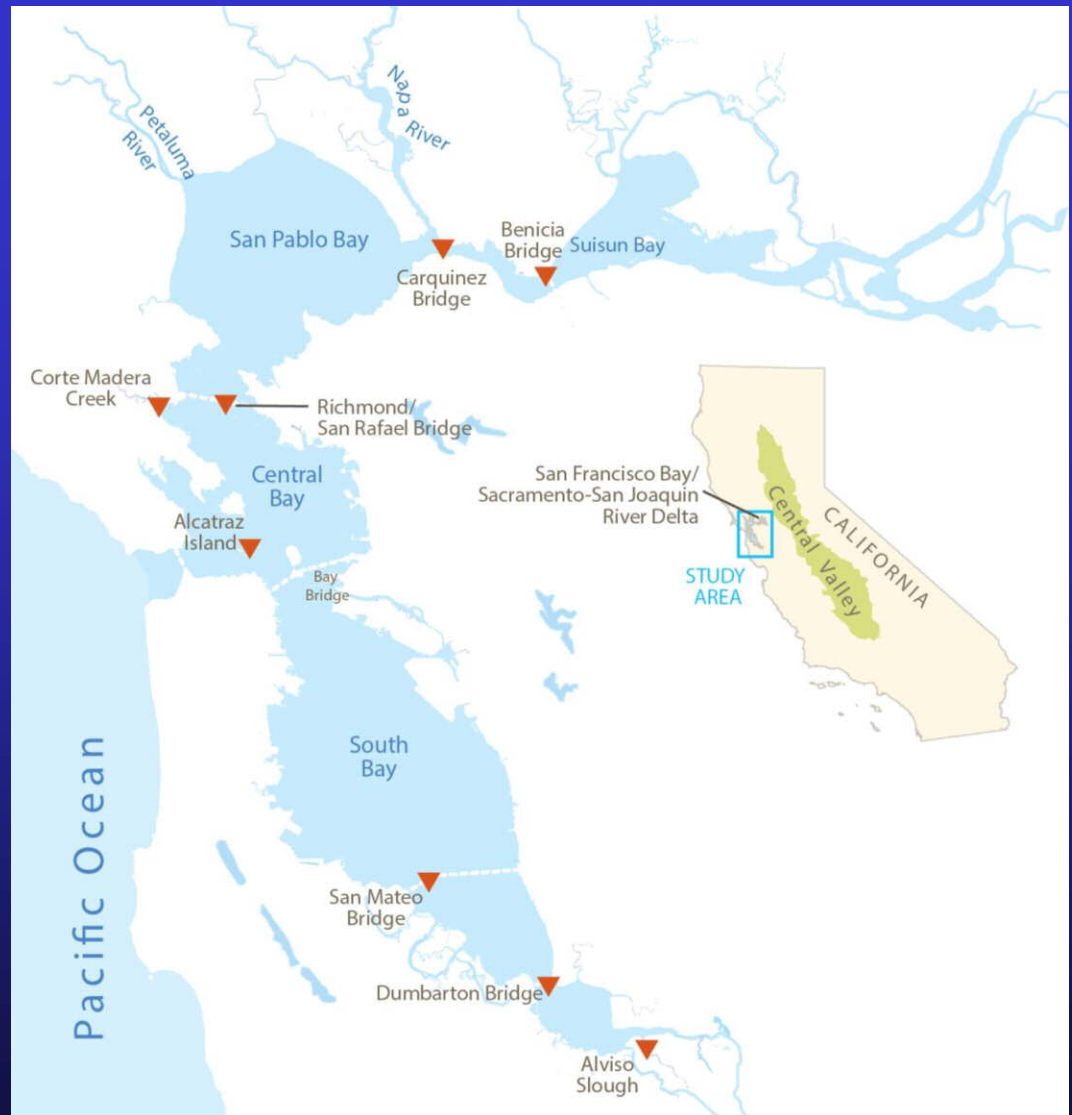 Petaluma
River
Napa River
San Pablo Bay
Benicia
Bridge
Suisun Bay
Carquinez
Bridge
Corte Madera
Creek
Richmond/
San Rafael Bridge
Central
Bay
San Francisco Bay/
Sacramento-San Joaquin
River Delta
Central Valley
CALIFORNIA
Alcatraz
Island
Bay
Bridge
STUDY
AREA
South
Bay
Pacific Ocean
San Mateo
Bridge
Dumbarton Bridge
Alviso
Slough